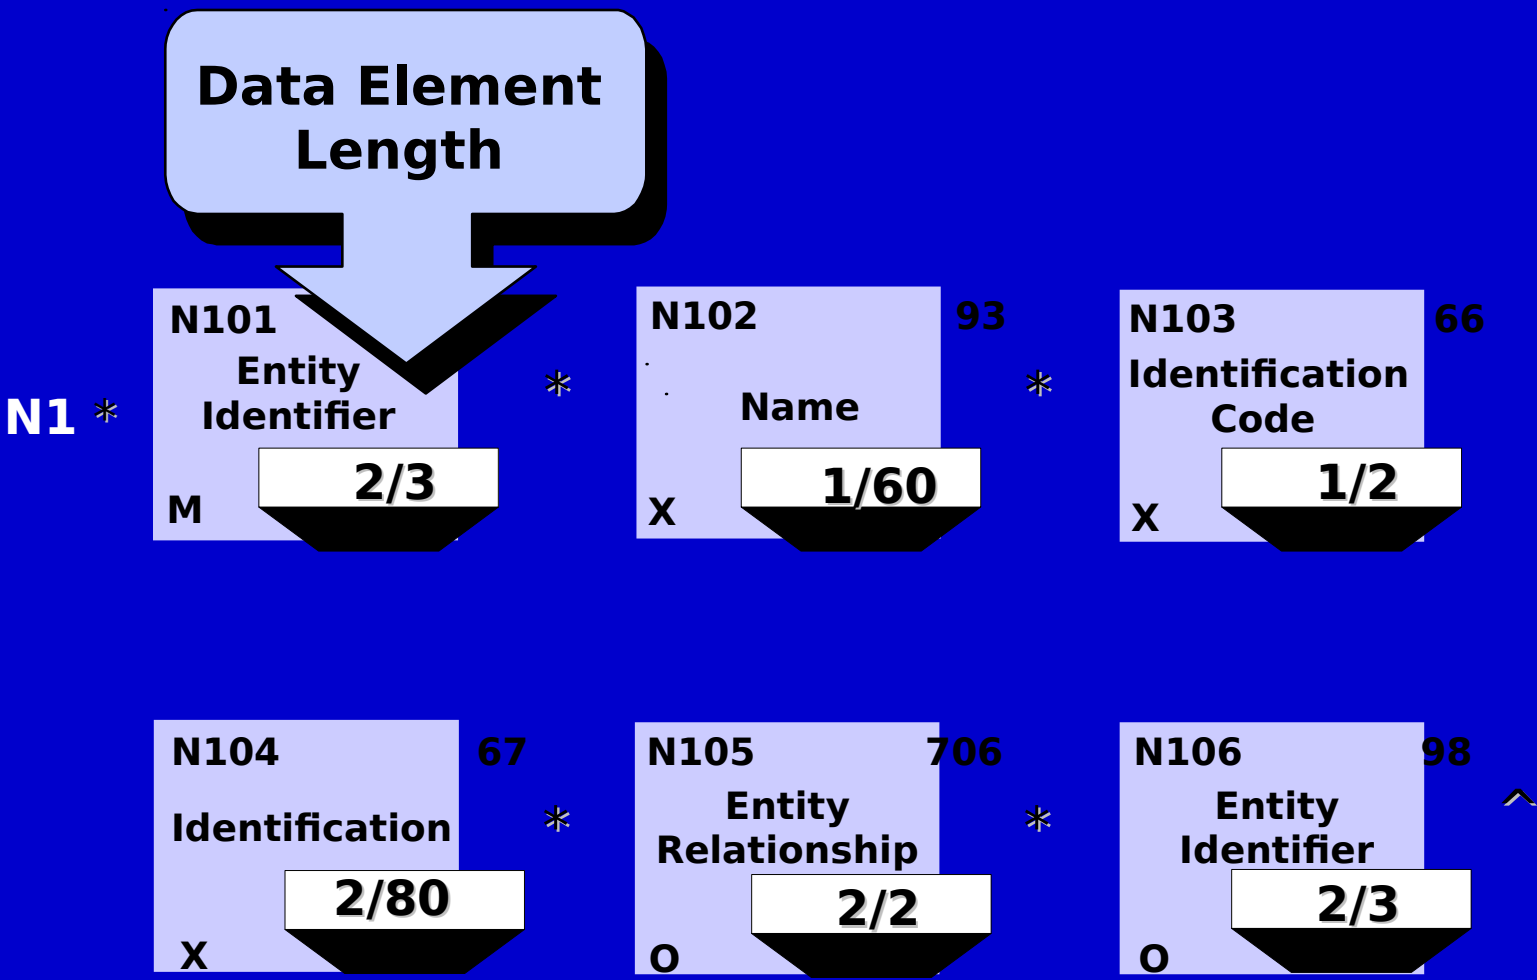 Data Element
Length
N101
Entity
Identifier
M
2/3
N1 *
*
N102
93
Name
X
1/60
*
N103
66
Identification
Code
X
1/2
N104
67
Identification
X
2/80
*
N105
706
Entity
Relationship
O
2/2
*
N106
98
Entity
Identifier
O
2/3
^